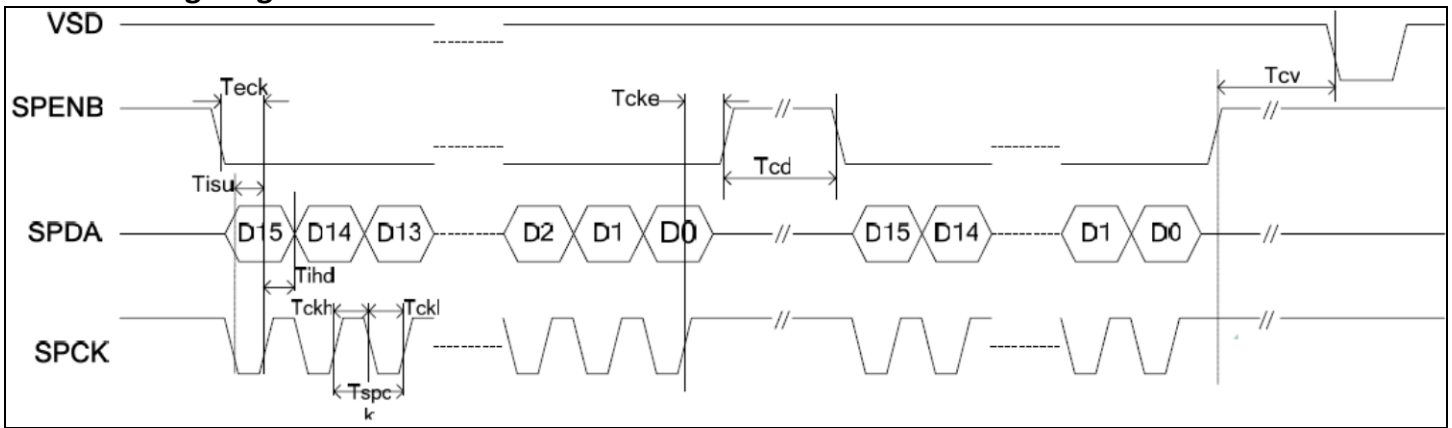 VSD
Teck Tcke Tcv
SPENB
Tisu Tcd
SPDA D15 D14 D13 D2 D1 D0 D15 D14 D1 D0
Tihd
Tckh Tckl
SPCK
Tspc
k